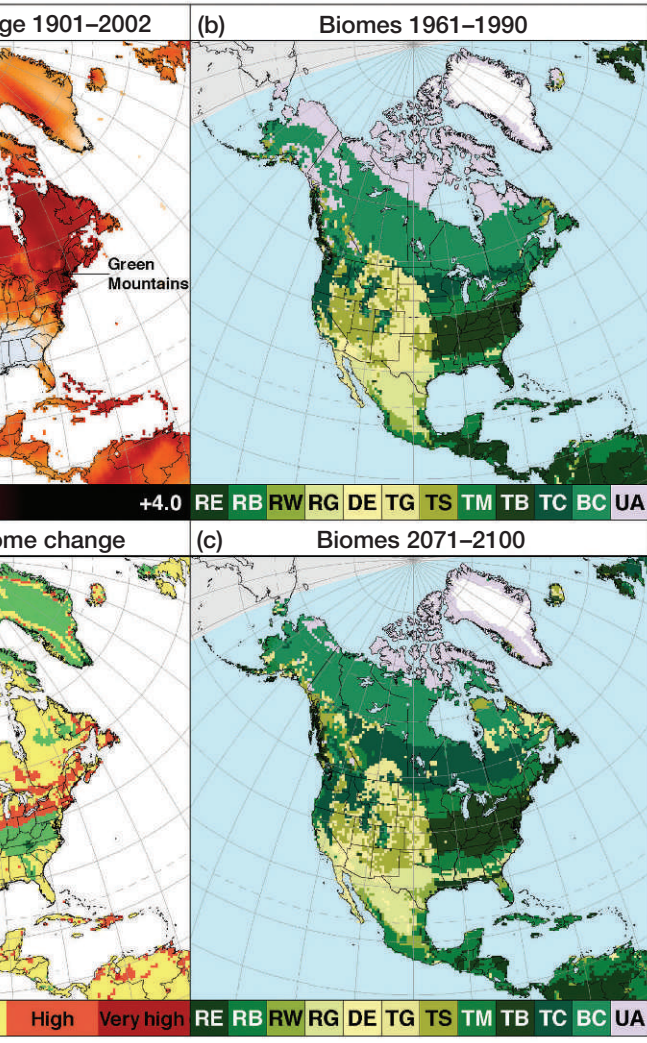 ge 1901–2002
(b) Biomes 1961–1990
Green
Mountains
+4.0
RE RB RW RG DE TG TS TM TB TC BC UA
ome change
(c) Biomes 2071–2100
High Very high
RE RB RW RG DE TG TS TM TB TC BC UA